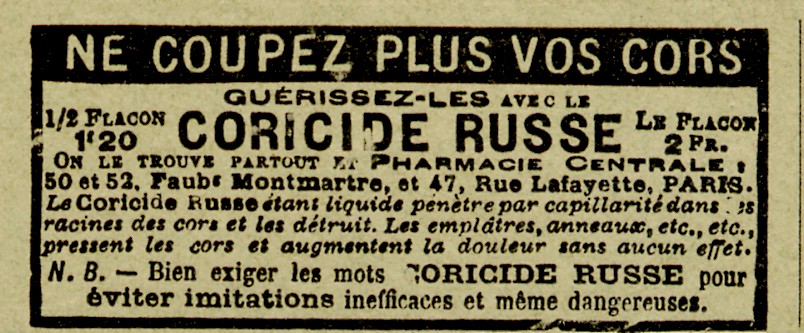 NE COUPEZ PLUS VOS CORS
GUÉRISSEZ-LES AVEC LE
1/2 FLACON 1f20 CORICIDE RUSSE LE FLACON 2 FR.
ON LE TROUVE PARTOUT ET PHARMACIE CENTRALE :
50 et 52, Faubg Montmartre, et 47, Rue Lafayette, PARIS.
Le Coricide Russe étant liquide pénètre par capillarité dans les
racines des cors et les détruit. Les emplâtres, anneaux, etc., etc.,
pressent les cors et augmentent la douleur sans aucun effet.
N. B. — Bien exiger les mots CORICIDE RUSSE pour
éviter imitations inefficaces et même dangereuses.